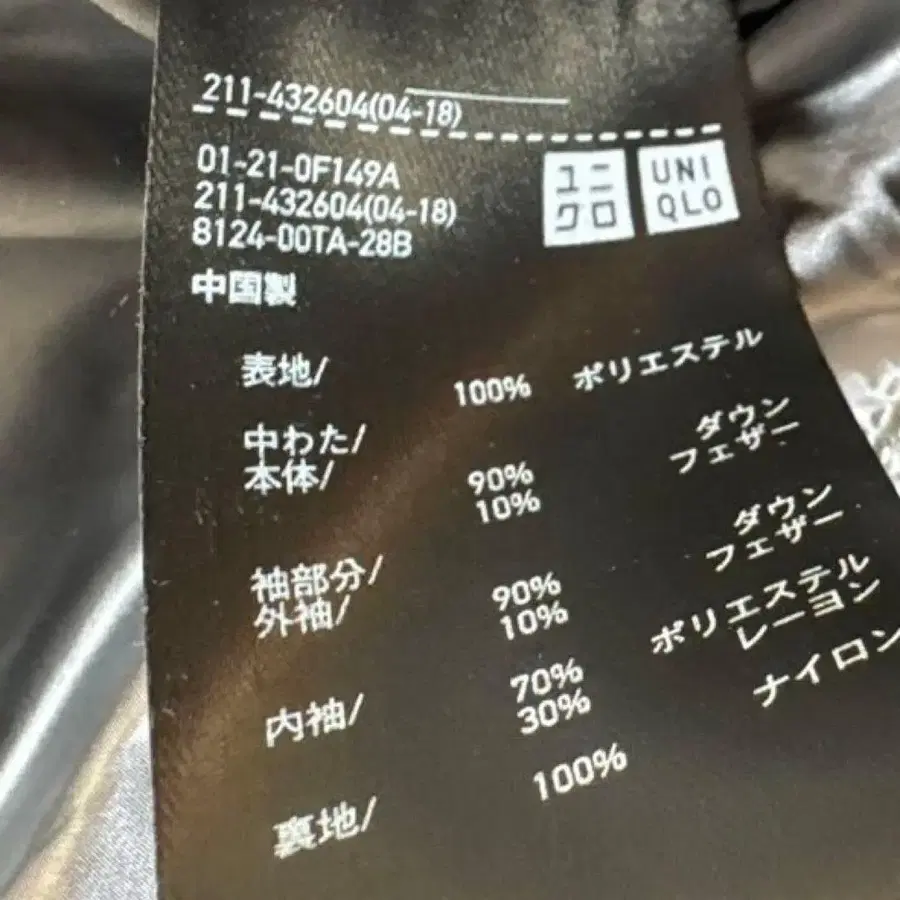 211-432604(04-18)
01-21-0F149A
211-432604(04-18)
8124-00TA-28B
ユニ
クロ
UNI
QLO
中国製
表地/ 100% ポリエステル
中わた/
本体/ 90% ダウン
10% フェザー
袖部分/
外袖/ 90% ダウン
10% フェザー
内袖/ 70% ポリエステル
30% レーヨン
裏地/ 100% ナイロン